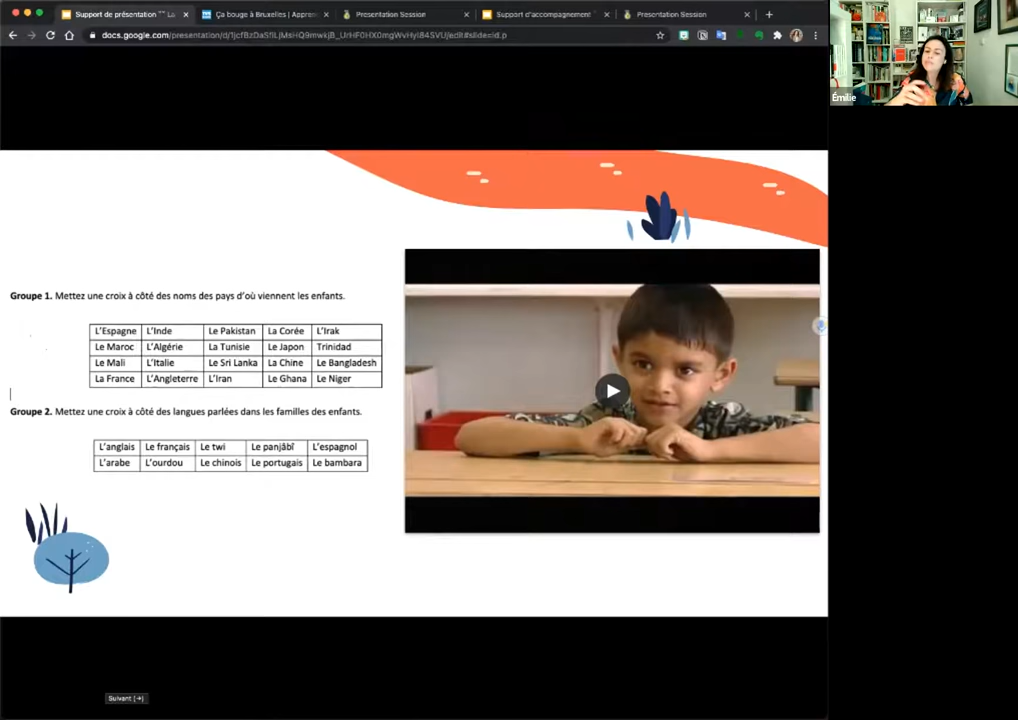 Support de présentation "" Lo
Ça bouge à Bruxelles | Appren
Presentation Session
Support d'accompagnement
Presentation Session
Émilie
Groupe 1. Mettez une croix à côté des noms des pays d'où viennent les enfants.
L'Espagne L'Inde Le Pakistan La Corée L'Irak
Le Maroc L'Algérie La Tunisie Le Japon Trinidad
Le Mali L'Italie Le Sri Lanka La Chine Le Bangladesh
La France L'Angleterre L'Iran Le Ghana Le Niger
Groupe 2. Mettez une croix à côté des langues parlées dans les familles des enfants.
L'anglais Le français Le twi Le panjâbî L'espagnol
L'arabe L'ourdou Le chinois Le portugais Le bambara
Suivant (→)